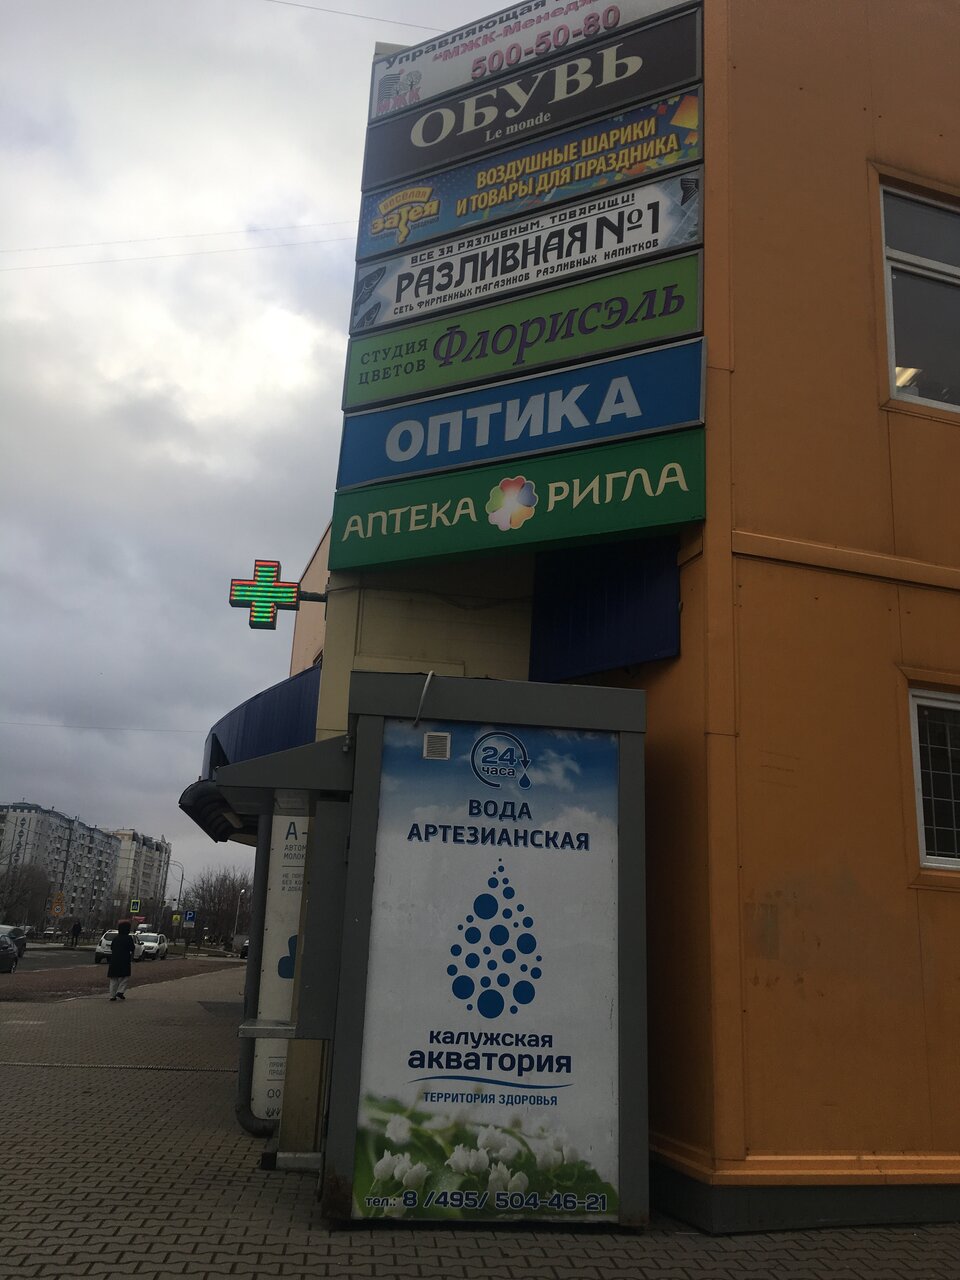 Управляющая
"МЖК-Менедж
500-50-80
МЖК
ОБУВЬ
Le monde
ВОЗДУШНЫЕ ШАРИКИ
И ТОВАРЫ ДЛЯ ПРАЗДНИКА
ВЕСЕЛАЯ
затея
ВСЕ ЗА РАЗЛИВНЫМ, ТОВАРИЩИ!
РАЗЛИВНАЯ №1
СЕТЬ ФИРМЕННЫХ МАГАЗИНОВ РАЗЛИВНЫХ НАПИТКОВ
СТУДИЯ
ЦВЕТОВ
Флорисэль
ОПТИКА
АПТЕКА РИГЛА
24
часа
ВОДА
АРТЕЗИАНСКАЯ
калужская
акватория
ТЕРРИТОРИЯ ЗДОРОВЬЯ
тел.: 8 /495/ 504-46-21
А-
АВТОМ
МОЛОК
P